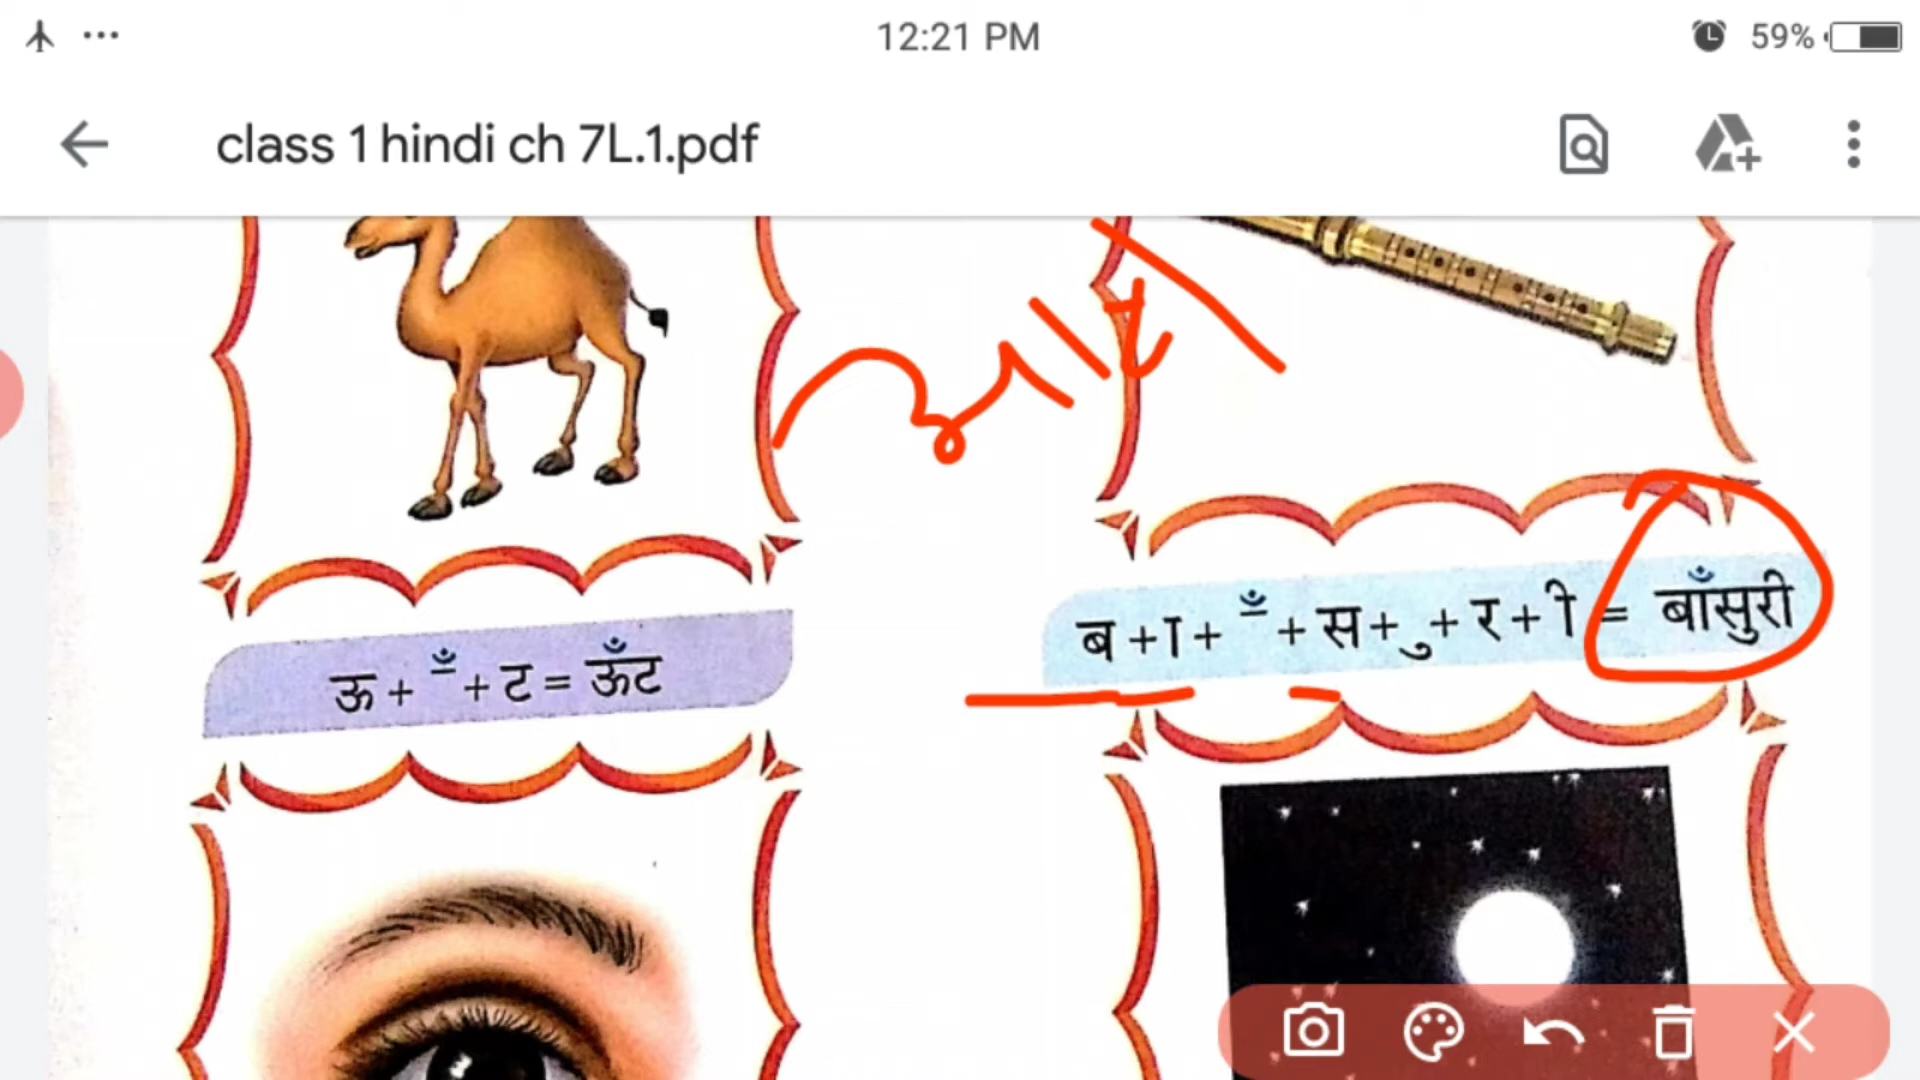 12:21 PM
59%
class 1 hindi ch 7L.1.pdf
ऊ + ँ + ट = ऊँट
ब + ा + ँ + स + ु + र + ी = बाँसुरी